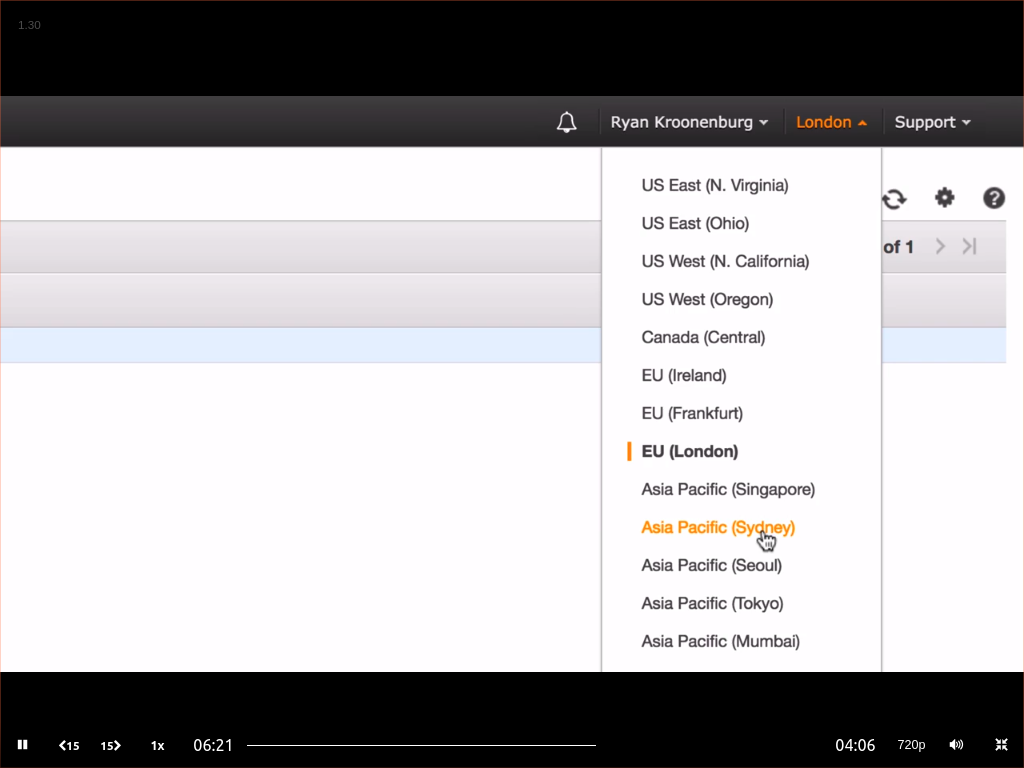 1.30
Ryan Kroonenburg London Support
US East (N. Virginia)
US East (Ohio)
of 1
US West (N. California)
US West (Oregon)
Canada (Central)
EU (Ireland)
EU (Frankfurt)
EU (London)
Asia Pacific (Singapore)
Asia Pacific (Sydney)
Asia Pacific (Seoul)
Asia Pacific (Tokyo)
Asia Pacific (Mumbai)
15 15 1x 06:21 04:06 720p